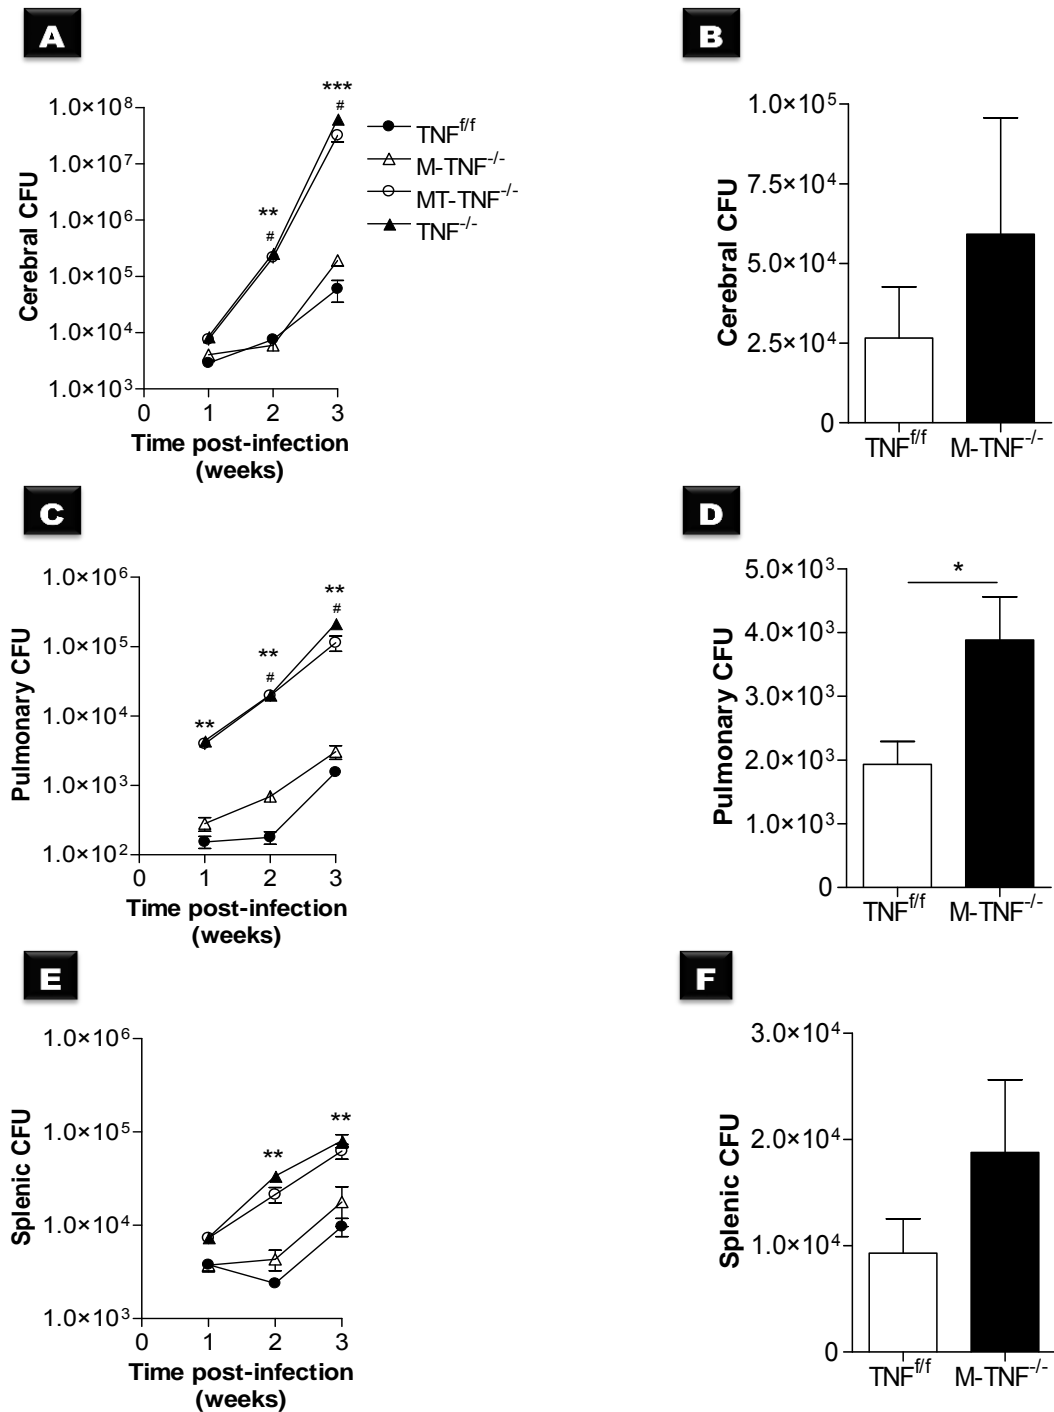 A
***
#
1.0×10⁸
1.0×10⁷
1.0×10⁶
1.0×10⁵
1.0×10⁴
1.0×10³
**
#
Cerebral CFU
0 1 2 3
Time post-infection
(weeks)
TNF^f/f
M-TNF^-/-
MT-TNF^-/-
TNF^-/-
B
1.0×10⁵
7.5×10⁴
5.0×10⁴
2.5×10⁴
0
Cerebral CFU
TNF^f/f M-TNF^-/-
C
1.0×10⁶
1.0×10⁵
1.0×10⁴
1.0×10³
1.0×10²
**
**
#
**
#
Pulmonary CFU
0 1 2 3
Time post-infection
(weeks)
D
5.0×10³
4.0×10³
3.0×10³
2.0×10³
1.0×10³
0
*
Pulmonary CFU
TNF^f/f M-TNF^-/-
E
1.0×10⁶
1.0×10⁵
1.0×10⁴
1.0×10³
**
**
Splenic CFU
0 1 2 3
Time post-infection
(weeks)
F
3.0×10⁴
2.0×10⁴
1.0×10⁴
0
Splenic CFU
TNF^f/f M-TNF^-/-